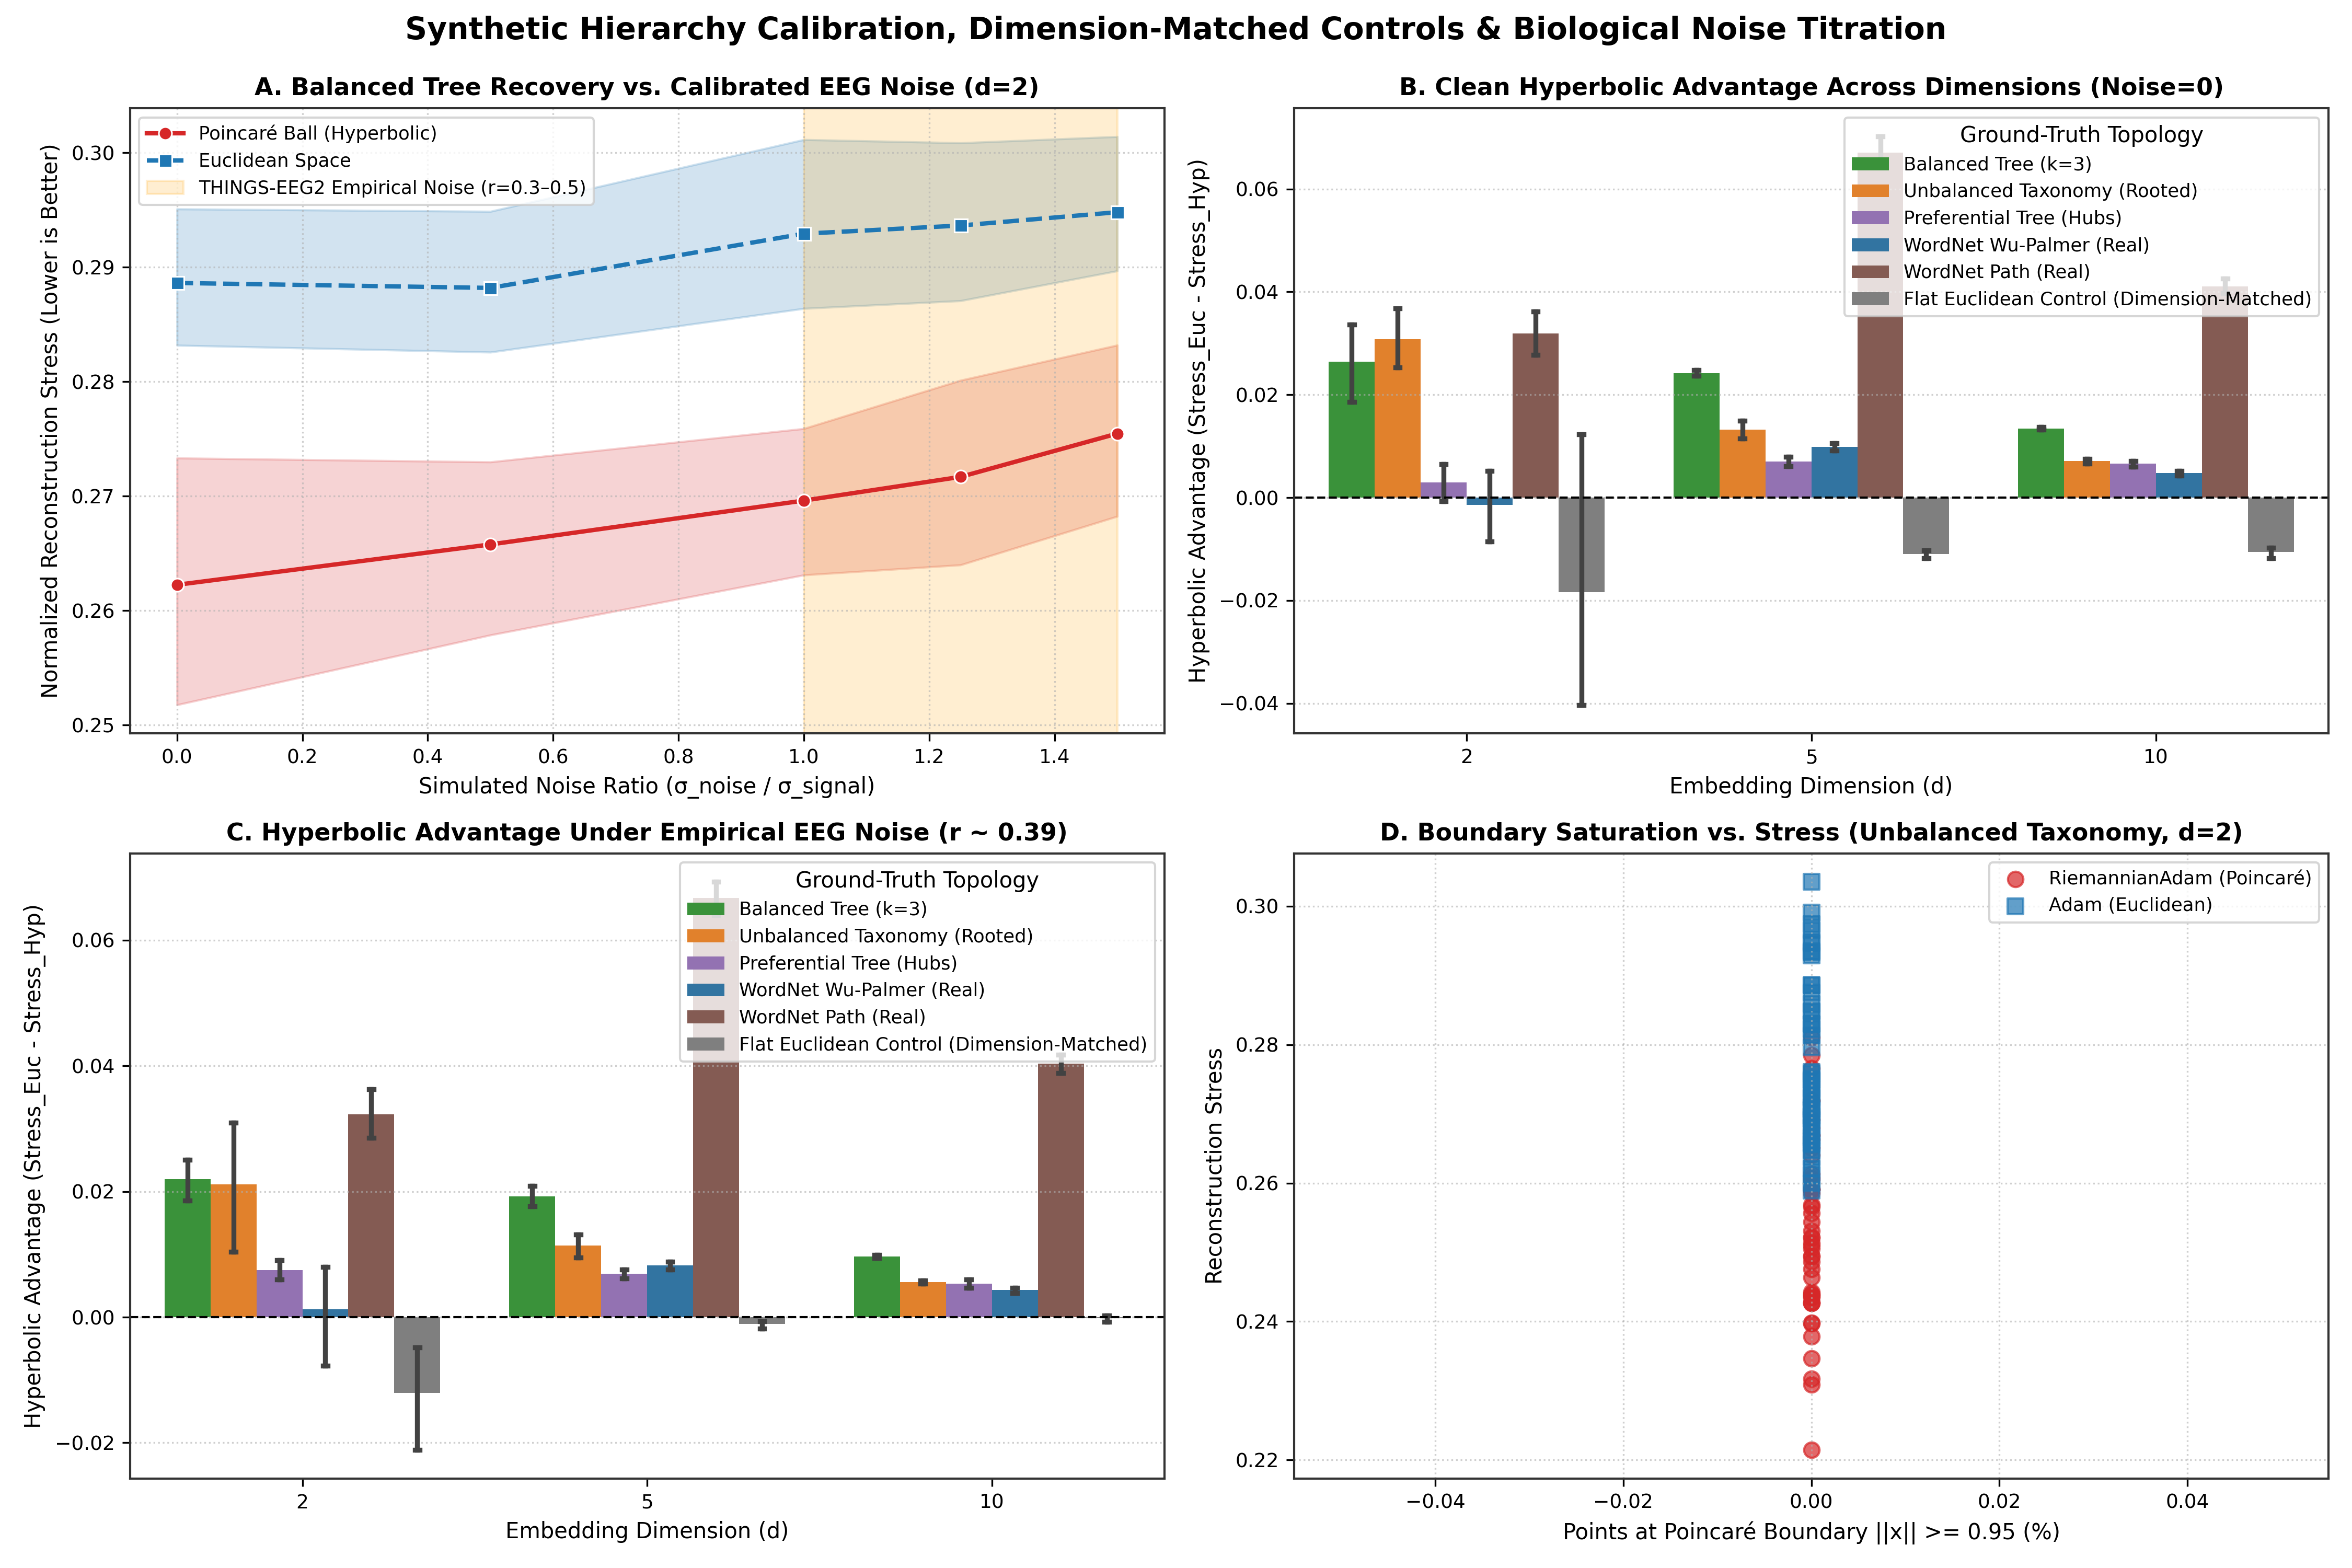 Synthetic Hierarchy Calibration, Dimension-Matched Controls & Biological Noise Titration
A. Balanced Tree Recovery vs. Calibrated EEG Noise (d=2)
Normalized Reconstruction Stress (Lower is Better)
0.30
0.29
0.28
0.27
0.26
0.25
Poincaré Ball (Hyperbolic)
Euclidean Space
THINGS-EEG2 Empirical Noise (r=0.3–0.5)
0.0 0.2 0.4 0.6 0.8 1.0 1.2 1.4
Simulated Noise Ratio (σ_noise / σ_signal)
B. Clean Hyperbolic Advantage Across Dimensions (Noise=0)
Hyperbolic Advantage (Stress_Euc - Stress_Hyp)
0.06
0.04
0.02
0.00
−0.02
−0.04
Ground-Truth Topology
Balanced Tree (k=3)
Unbalanced Taxonomy (Rooted)
Preferential Tree (Hubs)
WordNet Wu-Palmer (Real)
WordNet Path (Real)
Flat Euclidean Control (Dimension-Matched)
2 5 10
Embedding Dimension (d)
C. Hyperbolic Advantage Under Empirical EEG Noise (r ~ 0.39)
Hyperbolic Advantage (Stress_Euc - Stress_Hyp)
0.06
0.04
0.02
0.00
−0.02
Ground-Truth Topology
Balanced Tree (k=3)
Unbalanced Taxonomy (Rooted)
Preferential Tree (Hubs)
WordNet Wu-Palmer (Real)
WordNet Path (Real)
Flat Euclidean Control (Dimension-Matched)
2 5 10
Embedding Dimension (d)
D. Boundary Saturation vs. Stress (Unbalanced Taxonomy, d=2)
Reconstruction Stress
0.30
0.28
0.26
0.24
0.22
RiemannianAdam (Poincaré)
Adam (Euclidean)
−0.04 −0.02 0.00 0.02 0.04
Points at Poincaré Boundary ||x|| >= 0.95 (%)